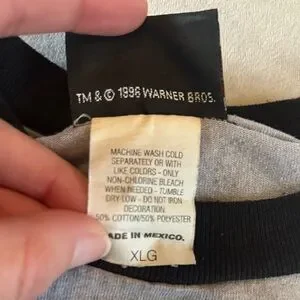 TM & © 1996 WARNER BROS.
MACHINE WASH COLD
SEPARATELY OR WITH
LIKE COLORS - ONLY
NON-CHLORINE BLEACH
WHEN NEEDED - TUMBLE
DRY LOW - DO NOT IRON
DECORATION.
50% COTTON/50% POLYESTER
MADE IN MEXICO.
XLG